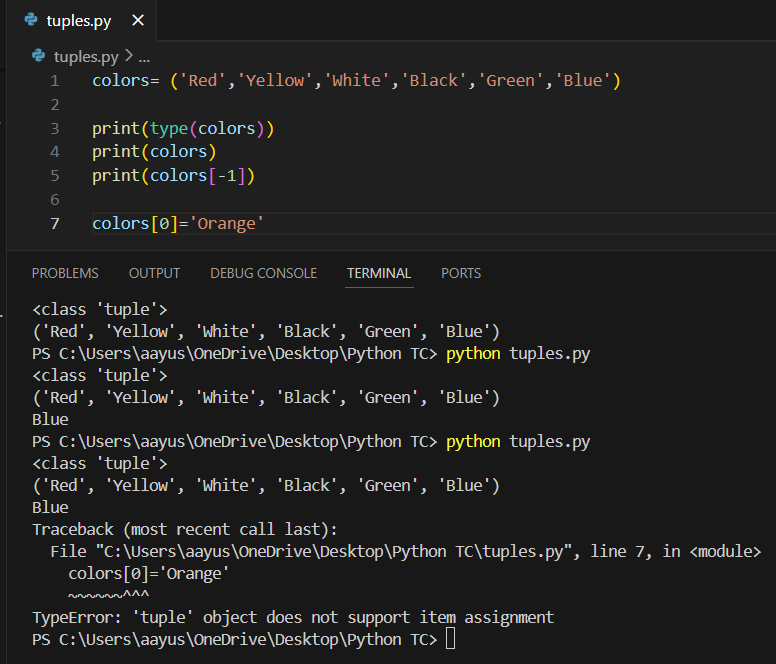 tuples.py ×
tuples.py > ...
1 colors= ('Red','Yellow','White','Black','Green','Blue')
2
3 print(type(colors))
4 print(colors)
5 print(colors[-1])
6
7 colors[0]='Orange'
PROBLEMS OUTPUT DEBUG CONSOLE TERMINAL PORTS
<class 'tuple'>
('Red', 'Yellow', 'White', 'Black', 'Green', 'Blue')
PS C:\Users\aayus\OneDrive\Desktop\Python TC> python tuples.py
<class 'tuple'>
('Red', 'Yellow', 'White', 'Black', 'Green', 'Blue')
Blue
PS C:\Users\aayus\OneDrive\Desktop\Python TC> python tuples.py
<class 'tuple'>
('Red', 'Yellow', 'White', 'Black', 'Green', 'Blue')
Blue
Traceback (most recent call last):
  File "C:\Users\aayus\OneDrive\Desktop\Python TC\tuples.py", line 7, in <module>
    colors[0]='Orange'
    ~~~~~~^^^
TypeError: 'tuple' object does not support item assignment
PS C:\Users\aayus\OneDrive\Desktop\Python TC>